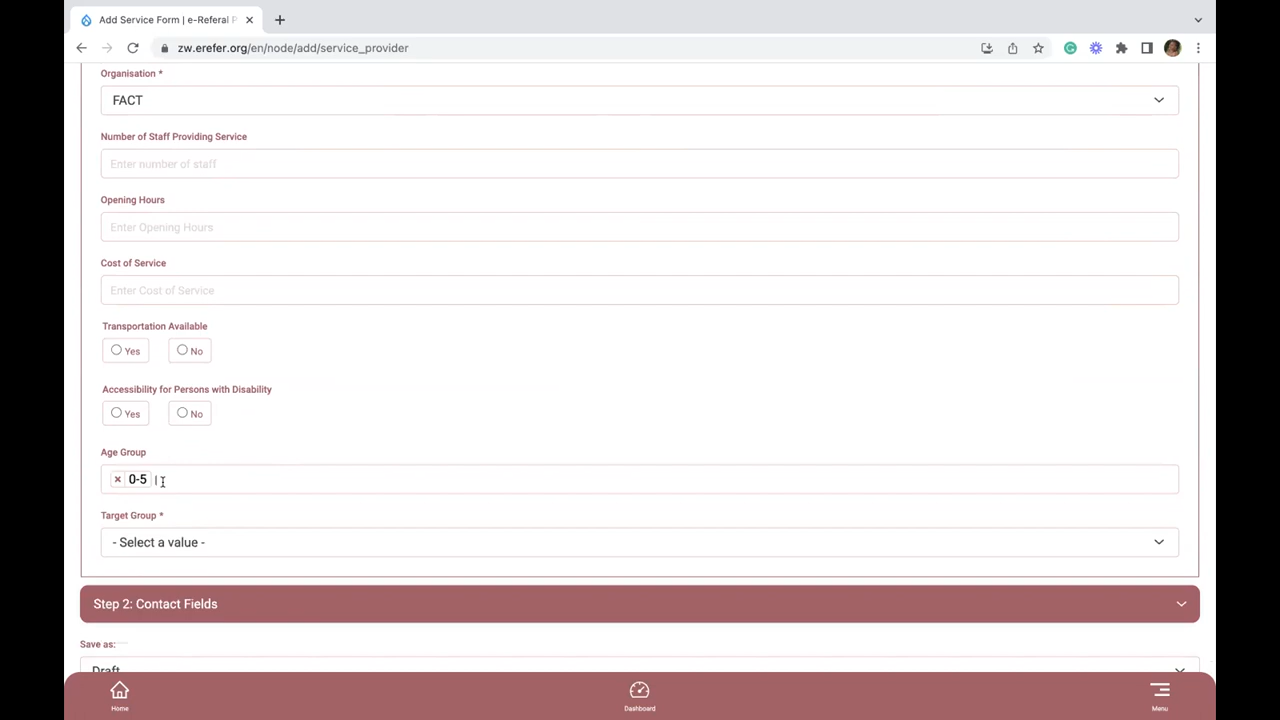 Add Service Form | e-Referal P
zw.erefer.org/en/node/add/service_provider
Organisation *
FACT
Number of Staff Providing Service
Enter number of staff
Opening Hours
Enter Opening Hours
Cost of Service
Enter Cost of Service
Transportation Available
Yes No
Accessibility for Persons with Disability
Yes No
Age Group
× 0-5
Target Group *
- Select a value -
Step 2: Contact Fields
Save as:
Draft
Home Dashboard Menu